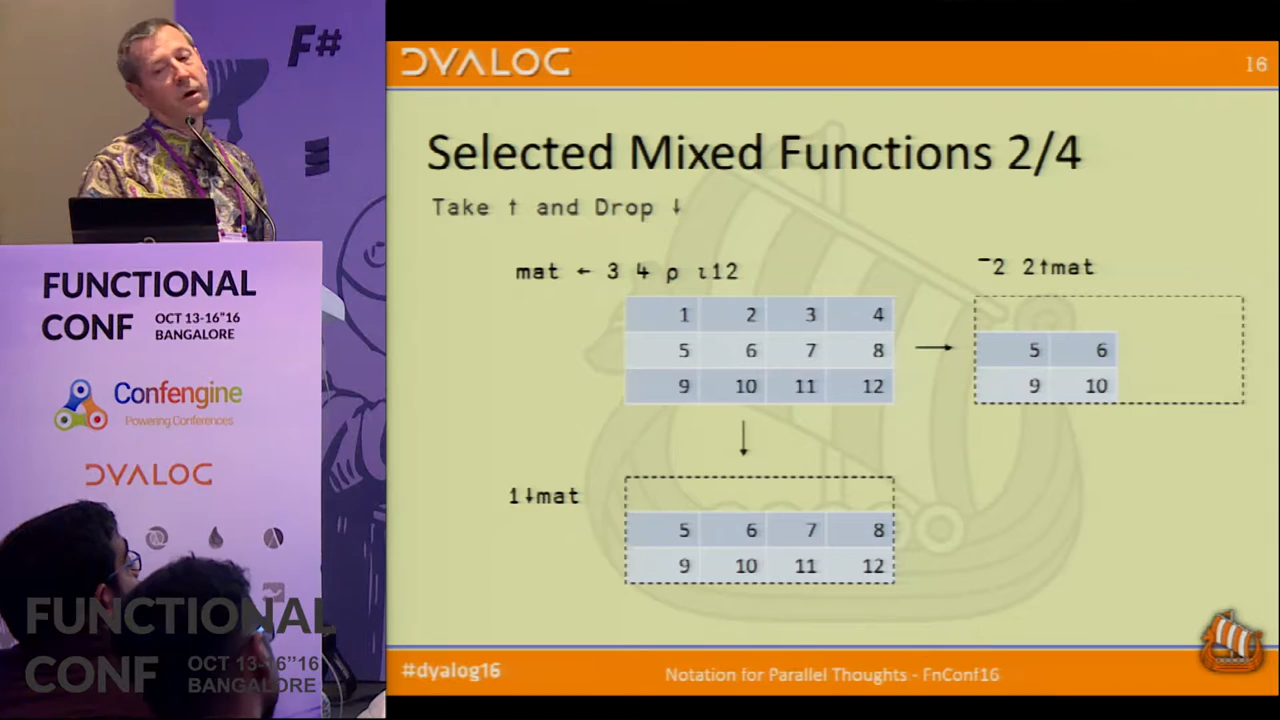 F#
FUNCTIONAL
CONF OCT 13-16"16
BANGALORE
Confengine
Powering Conferences
DYALOG
FUNCTIONAL
CONF OCT 13-16"16
BANGALORE
DYALOG
16
Selected Mixed Functions 2/4
Take ↑ and Drop ↓
mat ← 3 4 ⍴ ⍳12
1 2 3 4
5 6 7 8
9 10 11 12
¯2 2↑mat
5 6
9 10
1↓mat
5 6 7 8
9 10 11 12
#dyalog16
Notation for Parallel Thoughts - FnConf16